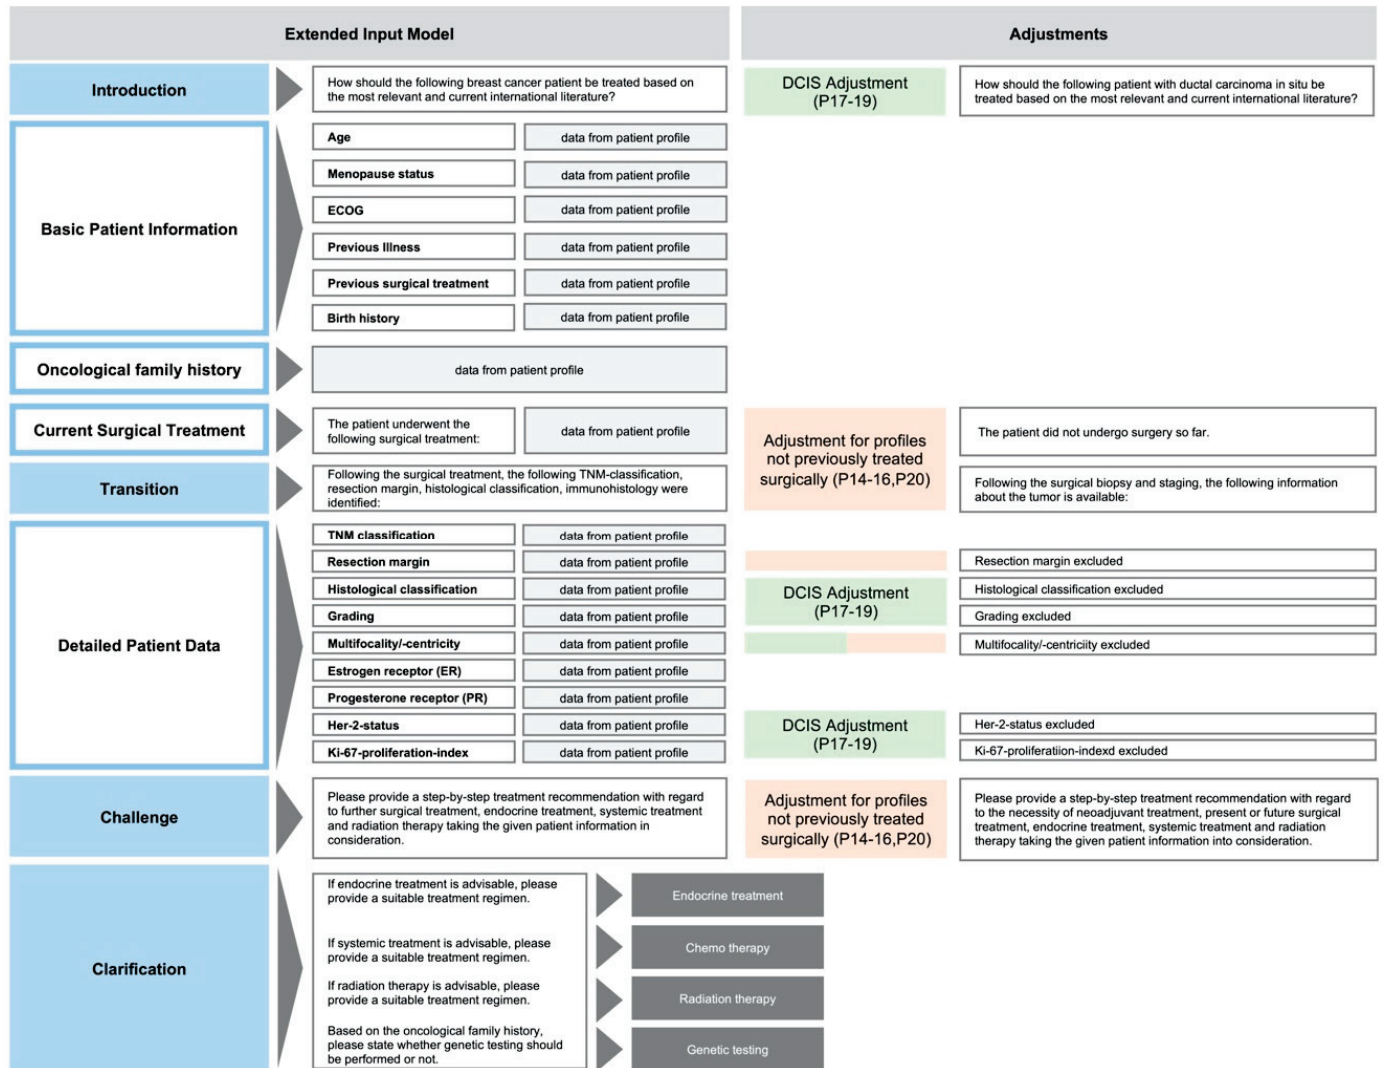 Extended Input Model
Adjustments
Introduction
How should the following breast cancer patient be treated based on
the most relevant and current international literature?
DCIS Adjustment
(P17-19)
How should the following patient with ductal carcinoma in situ be
treated based on the most relevant and current international literature?
Basic Patient Information
Age
data from patient profile
Menopause status
data from patient profile
ECOG
data from patient profile
Previous Illness
data from patient profile
Previous surgical treatment
data from patient profile
Birth history
data from patient profile
Oncological family history
data from patient profile
Current Surgical Treatment
The patient underwent the
following surgical treatment:
data from patient profile
Adjustment for profiles
not previously treated
surgically (P14-16,P20)
The patient did not undergo surgery so far.
Transition
Following the surgical treatment, the following TNM-classification,
resection margin, histological classification, immunohistology were
identified:
Following the surgical biopsy and staging, the following information
about the tumor is available:
Detailed Patient Data
TNM classification
data from patient profile
Resection margin
data from patient profile
Resection margin excluded
Histological classification
data from patient profile
DCIS Adjustment
(P17-19)
Histological classification excluded
Grading
data from patient profile
Grading excluded
Multifocality/-centricity
data from patient profile
Multifocality/-centriciity excluded
Estrogen receptor (ER)
data from patient profile
Progesterone receptor (PR)
data from patient profile
Her-2-status
data from patient profile
DCIS Adjustment
(P17-19)
Her-2-status excluded
Ki-67-proliferation-index
data from patient profile
Ki-67-proliferatiion-indexd excluded
Challenge
Please provide a step-by-step treatment recommendation with regard
to further surgical treatment, endocrine treatment, systemic treatment
and radiation therapy taking the given patient information in
consideration.
Adjustment for profiles
not previously treated
surgically (P14-16,P20)
Please provide a step-by-step treatment recommendation with regard
to the necessity of neoadjuvant treatment, present or future surgical
treatment, endocrine treatment, systemic treatment and radiation
therapy taking the given patient information into consideration.
Clarification
If endocrine treatment is advisable, please
provide a suitable treatment regimen.
Endocrine treatment
If systemic treatment is advisable, please
provide a suitable treatment regimen.
Chemo therapy
If radiation therapy is advisable, please
provide a suitable treatment regimen.
Radiation therapy
Based on the oncological family history,
please state whether genetic testing should
be performed or not.
Genetic testing